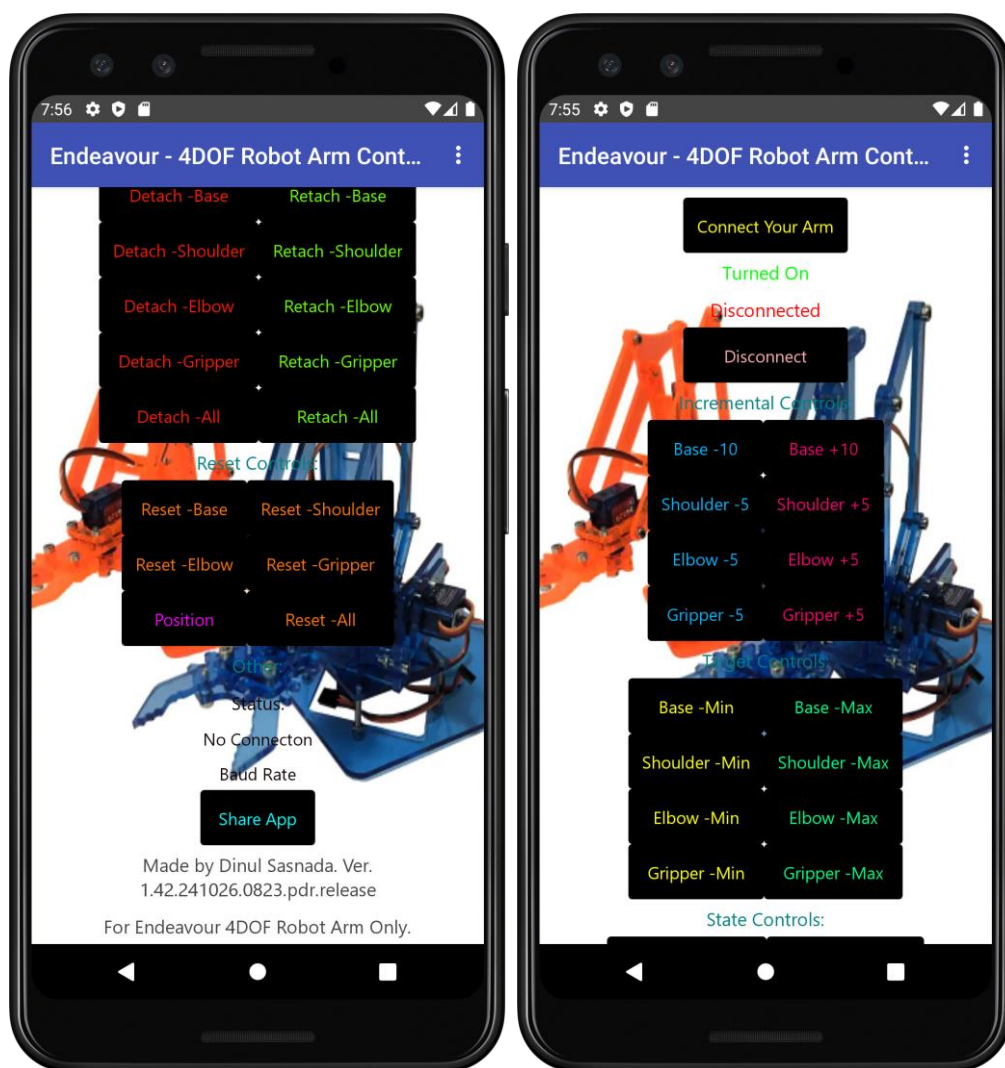 7:56
Endeavour - 4DOF Robot Arm Cont...
Detach -Base Retach -Base
Detach -Shoulder Retach -Shoulder
Detach -Elbow Retach -Elbow
Detach -Gripper Retach -Gripper
Detach -All Retach -All
Reset Controls:
Reset -Base Reset -Shoulder
Reset -Elbow Reset -Gripper
Position Reset -All
Other:
Status:
No Connecton
Baud Rate
Share App
Made by Dinul Sasnada. Ver.
1.42.241026.0823.pdr.release
For Endeavour 4DOF Robot Arm Only.
7:55
Endeavour - 4DOF Robot Arm Cont...
Connect Your Arm
Turned On
Disconnected
Disconnect
Incremental Controls:
Base -10 Base +10
Shoulder -5 Shoulder +5
Elbow -5 Elbow +5
Gripper -5 Gripper +5
Target Controls:
Base -Min Base -Max
Shoulder -Min Shoulder -Max
Elbow -Min Elbow -Max
Gripper -Min Gripper -Max
State Controls: